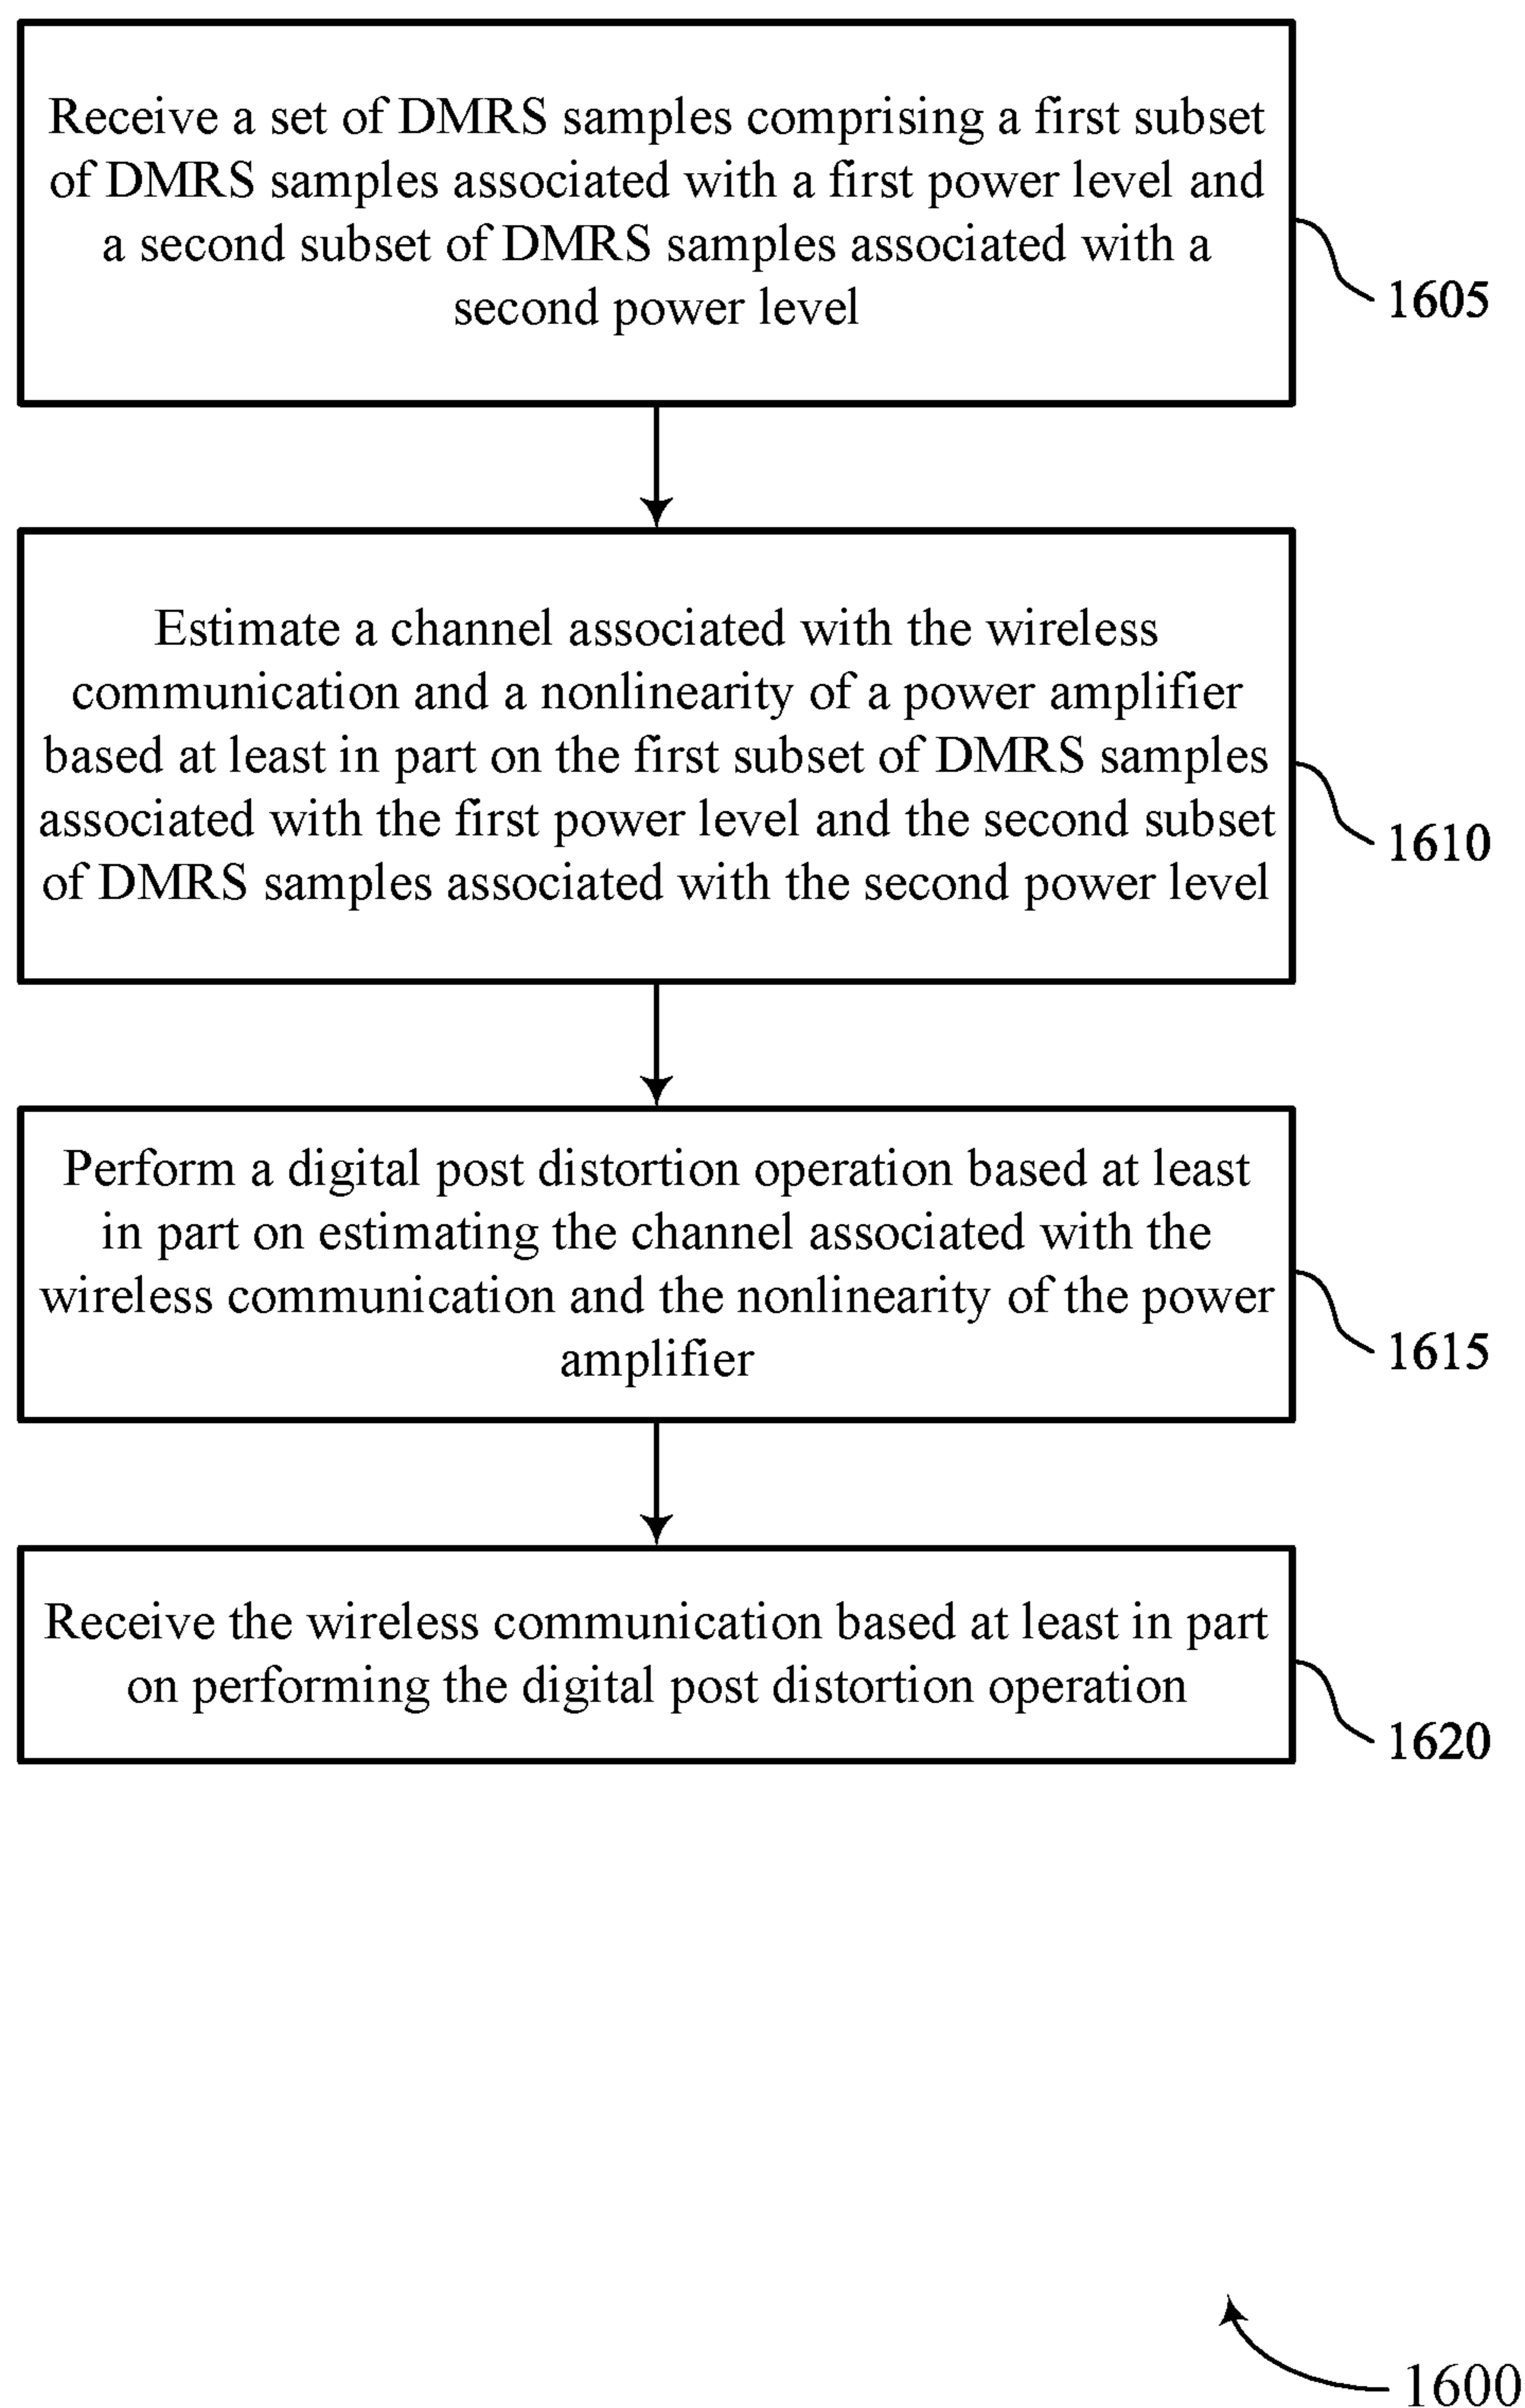 Receive a set of DMRS samples comprising a first subset
of DMRS samples associated with a first power level and
a second subset of DMRS samples associated with a
second power level
1605
Estimate a channel associated with the wireless
communication and a nonlinearity of a power amplifier
based at least in part on the first subset of DMRS samples
associated with the first power level and the second subset
of DMRS samples associated with the second power level
1610
Perform a digital post distortion operation based at least
in part on estimating the channel associated with the
wireless communication and the nonlinearity of the power
amplifier
1615
Receive the wireless communication based at least in part
on performing the digital post distortion operation
1620
1600